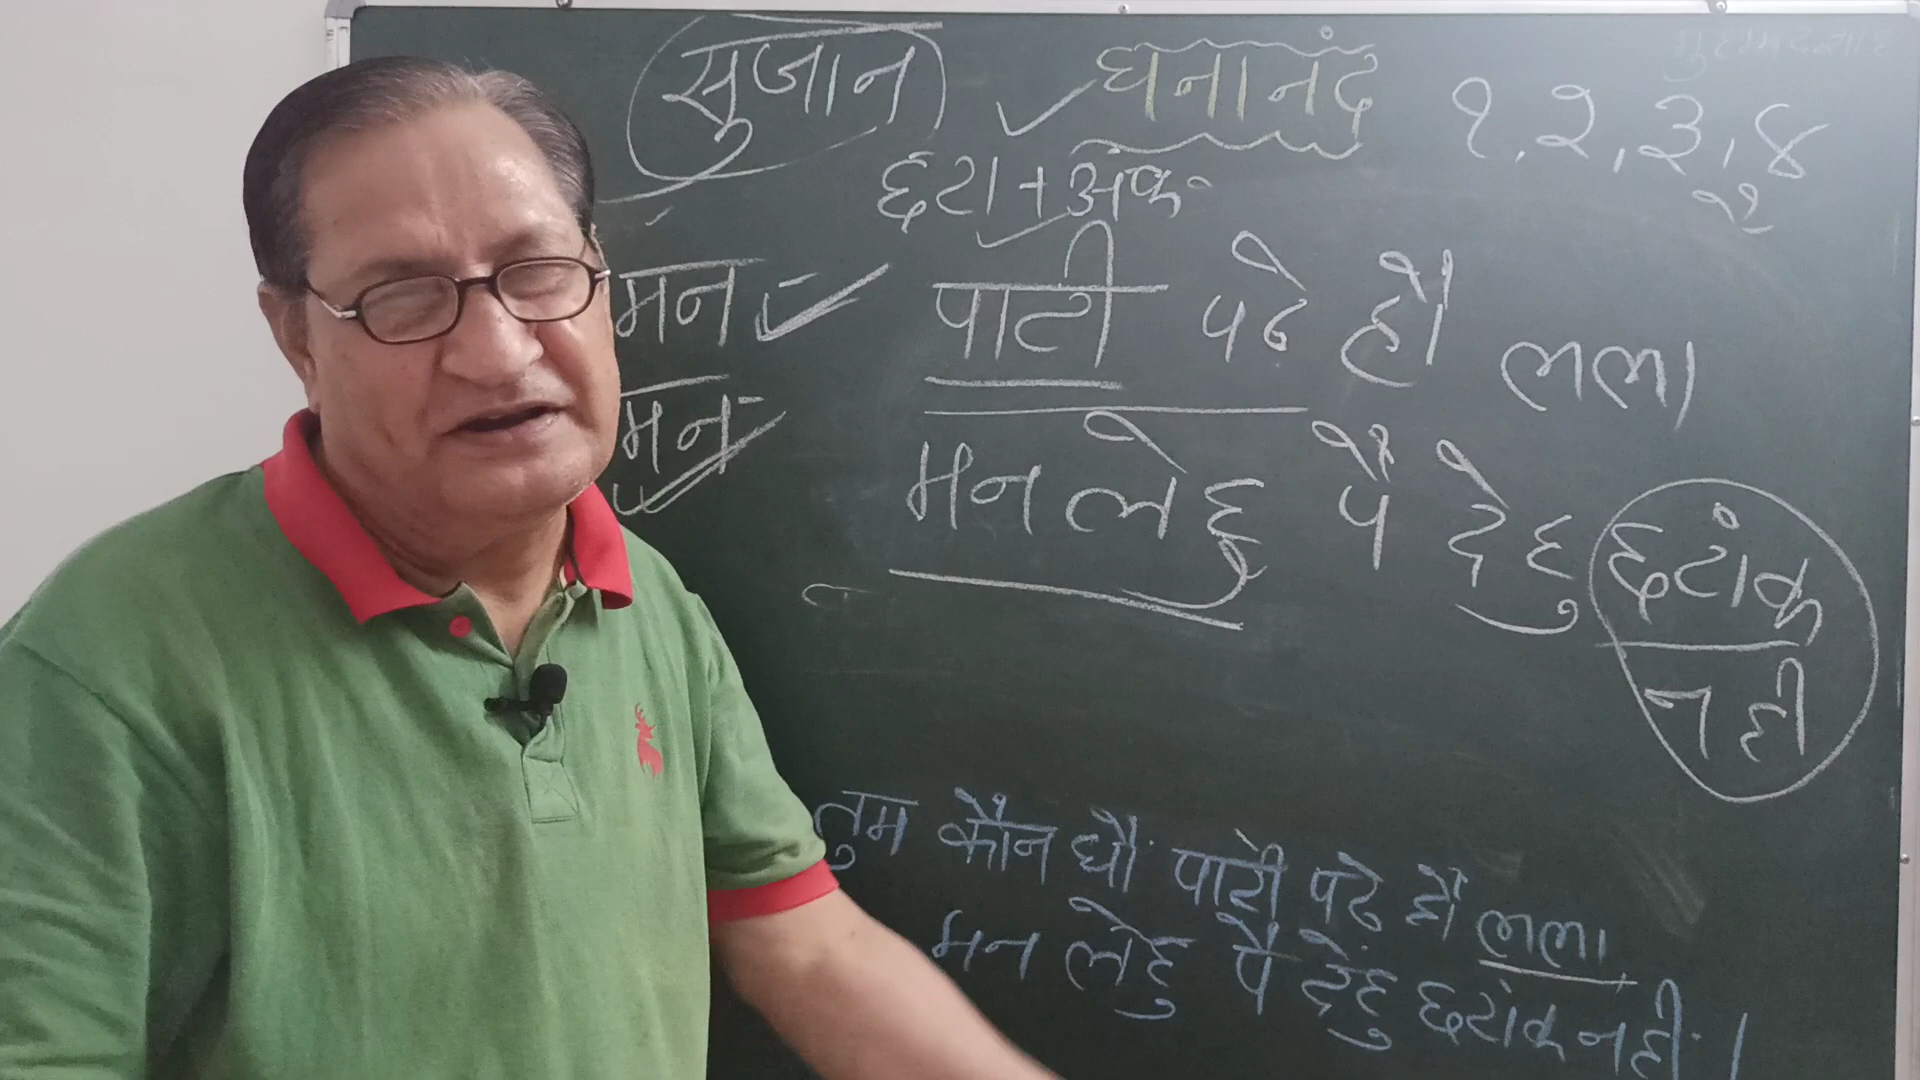 सुजान घनानंद १, २, ३, ४
छटा + अंक
मन - पाटी पढे हौ लला
मन - मन लेहु पै देहु छटांक
नही
तुम कौन धौं पाटी पढे हौ लला
मन लेहु पै देहु छटांक नहीं।